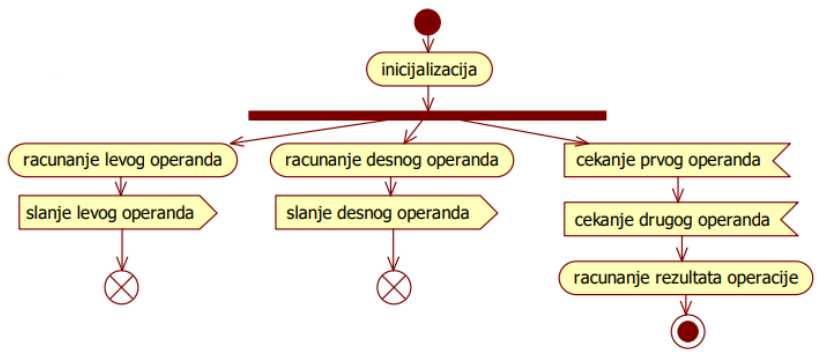 inicijalizacija
racunanje levog operanda
racunanje desnog operanda
cekanje prvog operanda
slanje levog operanda
slanje desnog operanda
cekanje drugog operanda
racunanje rezultata operacije